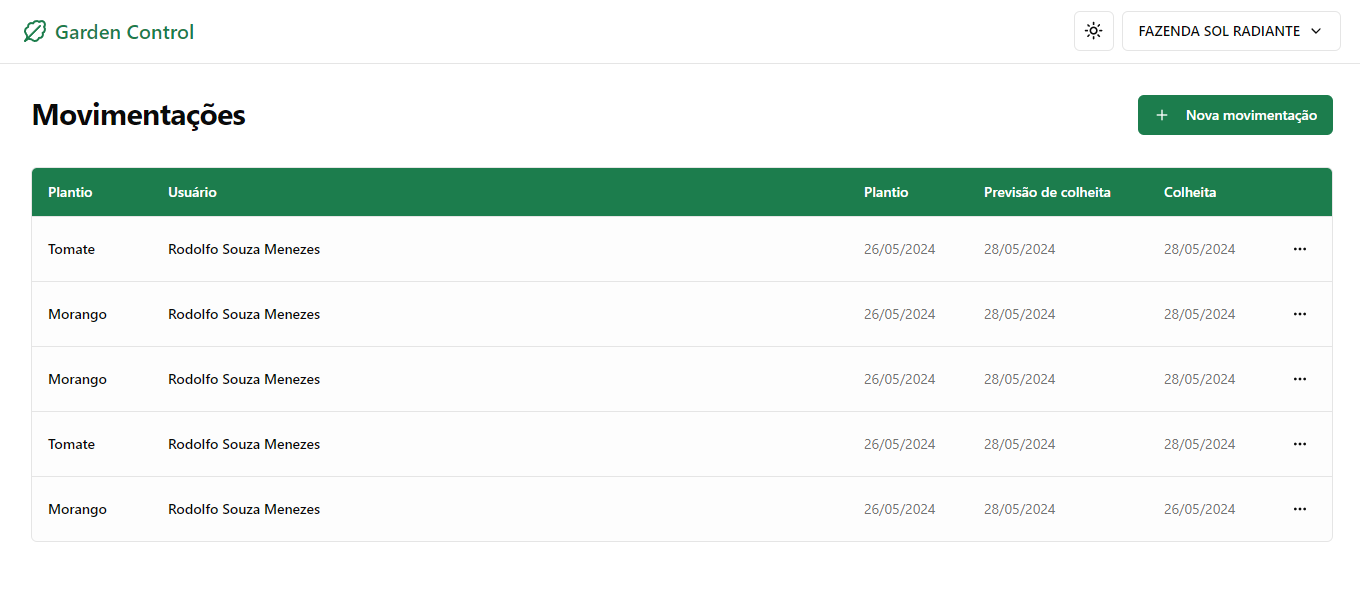 Garden Control
FAZENDA SOL RADIANTE
Movimentações
+ Nova movimentação
Plantio Usuário Plantio Previsão de colheita Colheita
Tomate Rodolfo Souza Menezes 26/05/2024 28/05/2024 28/05/2024 ...
Morango Rodolfo Souza Menezes 26/05/2024 28/05/2024 28/05/2024 ...
Morango Rodolfo Souza Menezes 26/05/2024 28/05/2024 28/05/2024 ...
Tomate Rodolfo Souza Menezes 26/05/2024 28/05/2024 28/05/2024 ...
Morango Rodolfo Souza Menezes 26/05/2024 28/05/2024 26/05/2024 ...